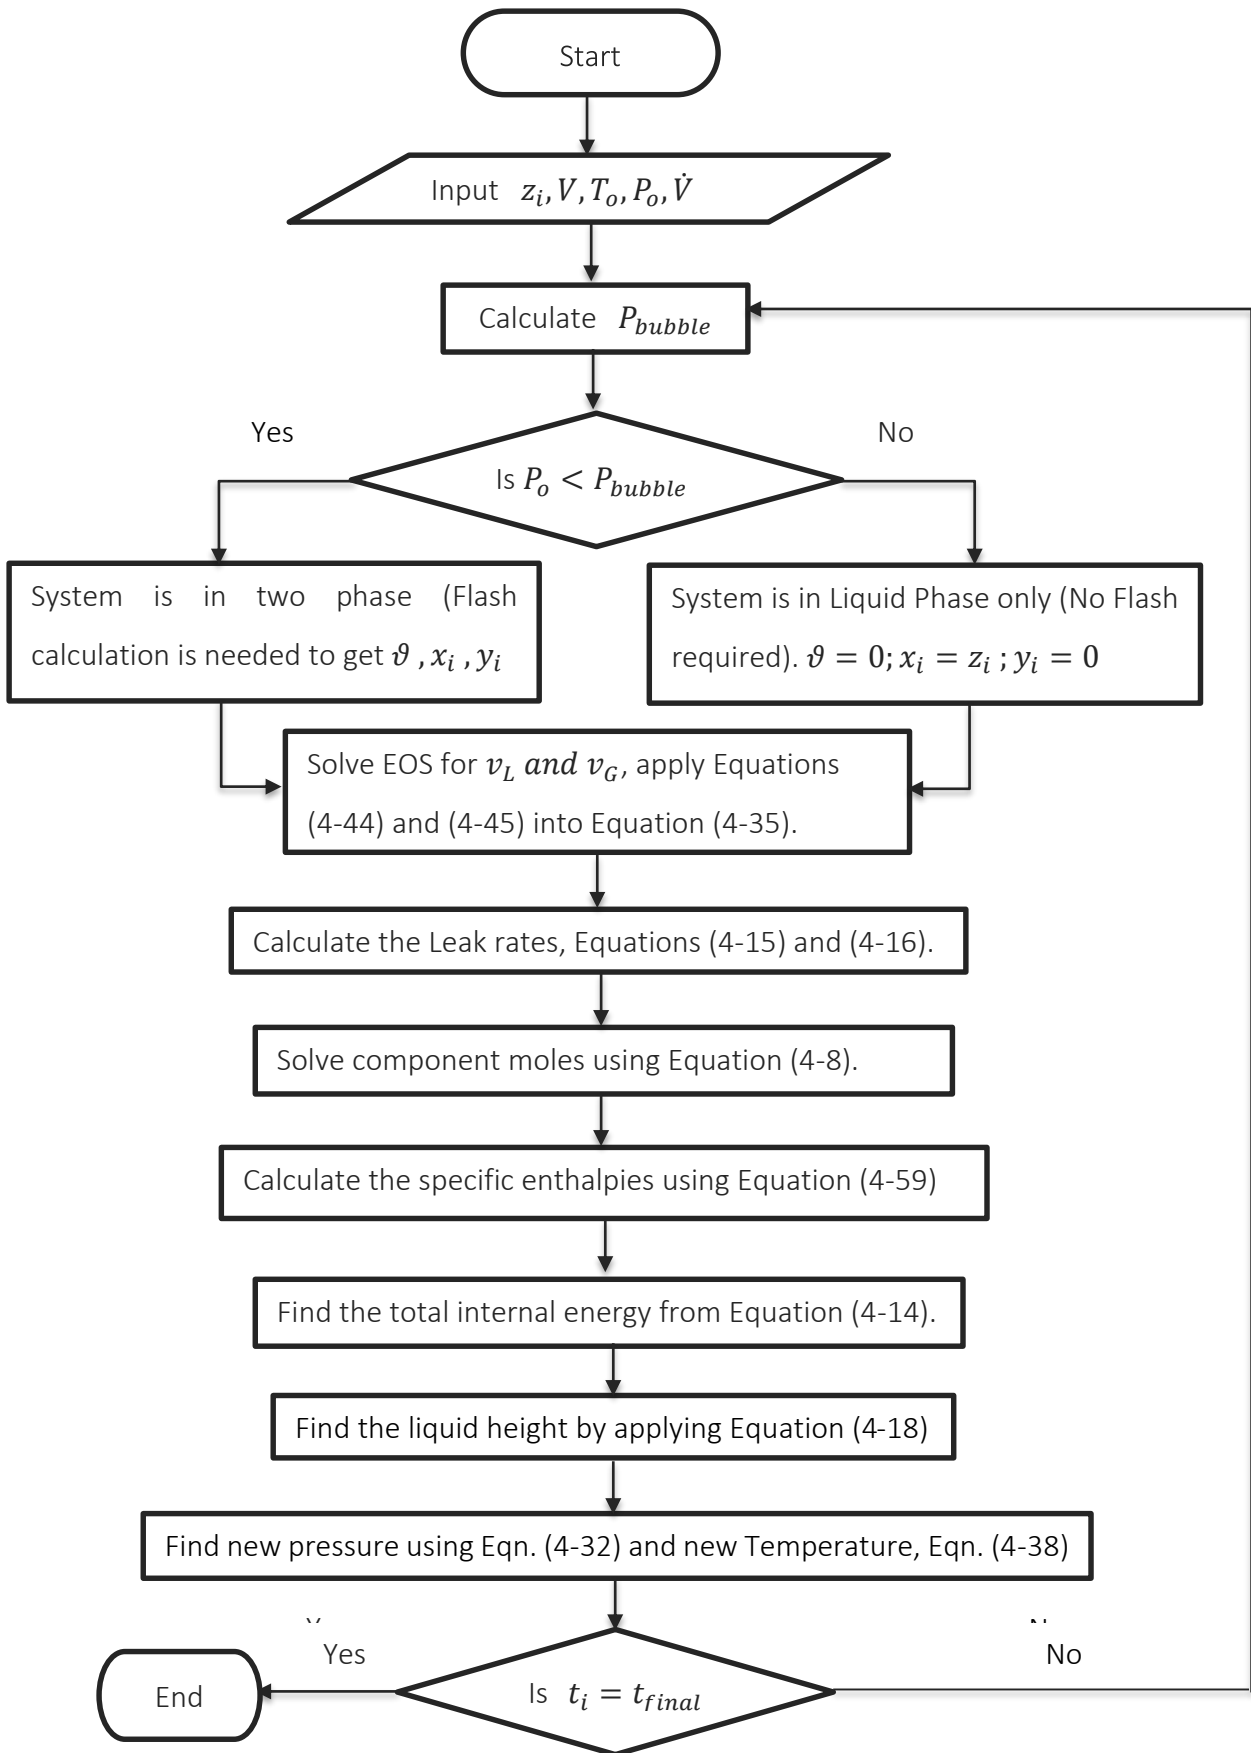 Start
Input z_i, V, T_o, P_o, V̇
Calculate P_bubble
Yes
No
Is P_o < P_bubble
System is in two phase (Flash
calculation is needed to get ϑ , x_i , y_i
System is in Liquid Phase only (No Flash
required). ϑ = 0; x_i = z_i ; y_i = 0
Solve EOS for v_L and v_G, apply Equations
(4-44) and (4-45) into Equation (4-35).
Calculate the Leak rates, Equations (4-15) and (4-16).
Solve component moles using Equation (4-8).
Calculate the specific enthalpies using Equation (4-59)
Find the total internal energy from Equation (4-14).
Find the liquid height by applying Equation (4-18)
Find new pressure using Eqn. (4-32) and new Temperature, Eqn. (4-38)
Yes
No
End
Is t_i = t_final